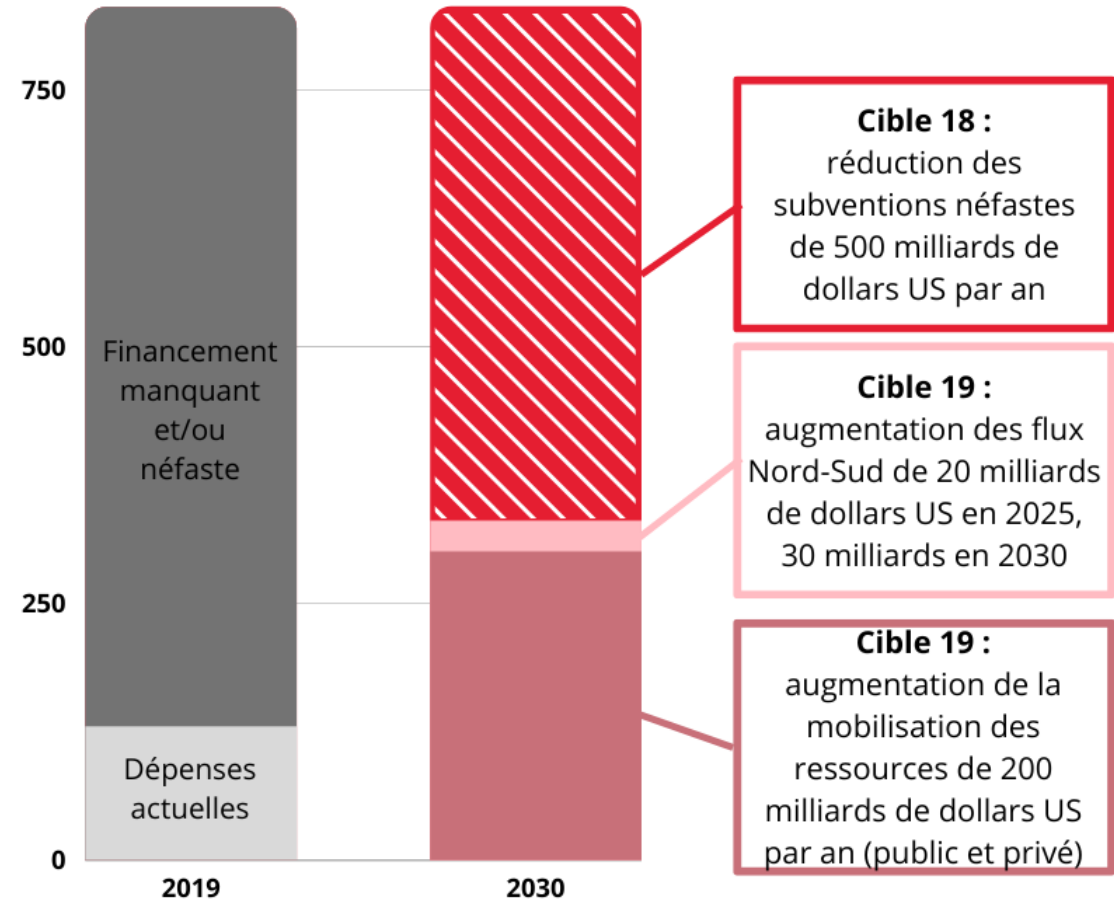 750
500
250
0
Financement
manquant
et/ou
néfaste
Dépenses
actuelles
2019
2030
Cible 18 :
réduction des
subventions néfastes
de 500 milliards de
dollars US par an
Cible 19 :
augmentation des flux
Nord-Sud de 20 milliards
de dollars US en 2025,
30 milliards en 2030
Cible 19 :
augmentation de la
mobilisation des
ressources de 200
milliards de dollars US
par an (public et privé)